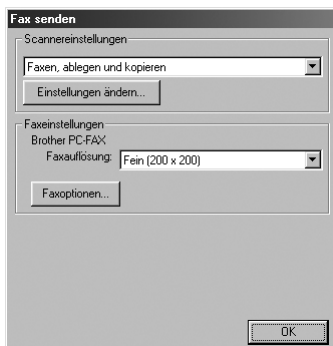 Fax senden
Scannereinstellungen
Faxen, ablegen und kopieren
Einstellungen ändern...
Faxeinstellungen
Brother PC-FAX
Faxauflösung:
Fein (200 x 200)
Faxoptionen...
OK